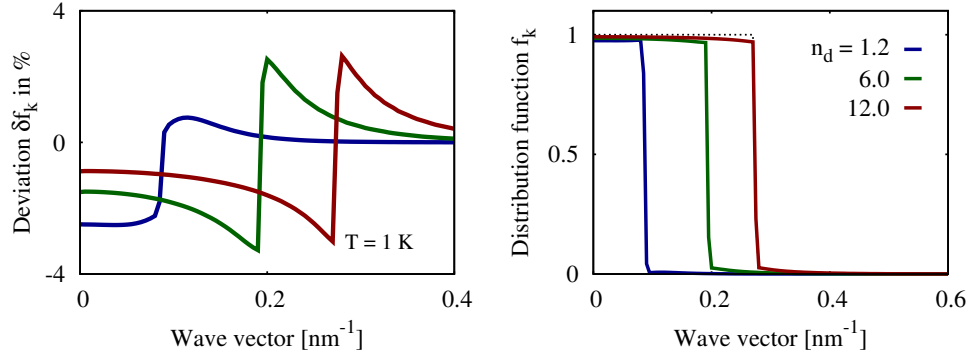 Deviation δf_k in %
4
0
-4
0
0.2
0.4
Wave vector [nm^-1]
T = 1 K
Distribution function f_k
1
0.5
0
0
0.2
0.4
0.6
Wave vector [nm^-1]
n_d = 1.2
6.0
12.0